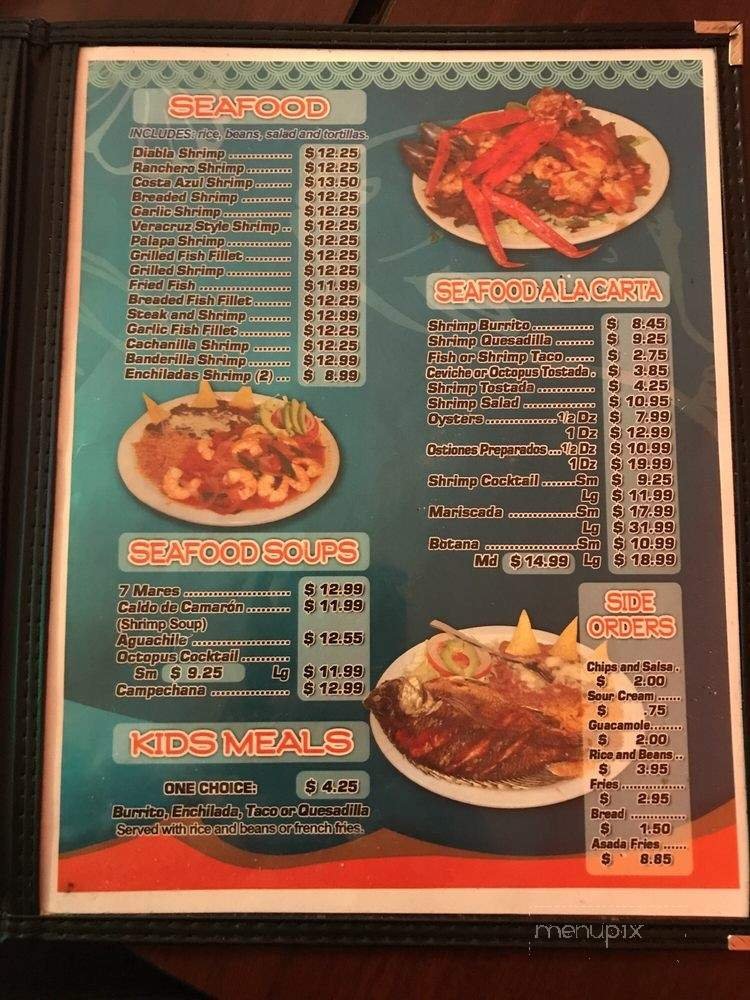 SEAFOOD
INCLUDES: rice, beans, salad and tortillas.
Diabla Shrimp ............ $ 12.25
Ranchero Shrimp .......... $ 12.25
Costa Azul Shrimp ........ $ 13.50
Breaded Shrimp .......... $ 12.25
Garlic Shrimp ............. $ 12.25
Veracruz Style Shrimp .. $ 12.25
Palapa Shrimp ............. $ 12.25
Grilled Fish Fillet.......... $ 12.25
Grilled Shrimp ............. $ 12.25
Fried Fish .................. $ 11.99
Breaded Fish Fillet ....... $ 12.25
Steak and Shrimp ........ $ 12.99
Garlic Fish Fillet........... $ 12.25
Cachanilla Shrimp ....... $ 12.25
Banderilla Shrimp ........ $ 12.99
Enchiladas Shrimp (2) ... $ 8.99
SEAFOOD SOUPS
7 Mares ..................... $ 12.99
Caldo de Camarón ......... $ 11.99
(Shrimp Soup)
Aguachile ................... $ 12.55
Octopus Cocktail..........
Sm $ 9.25 Lg $ 11.99
Campechana ............... $ 12.99
KIDS MEALS
ONE CHOICE: $ 4.25
Burrito, Enchilada, Taco or Quesadilla
Served with rice and beans or french fries.
SEAFOOD A LA CARTA
Shrimp Burrito ............. $ 8.45
Shrimp Quesadilla ........ $ 9.25
Fish or Shrimp Taco ...... $ 2.75
Ceviche or Octopus Tostada . $ 3.85
Shrimp Tostada ............ $ 4.25
Shrimp Salad ............... $ 10.95
Oysters ...............1/2 Dz 7.99
1 Dz $ 12.99
Ostiones Preparados ...1/2 Dz $ 10.99
1 Dz $ 19.99
Shrimp Cocktail .......Sm $ 9.25
Lg $ 11.99
Mariscada ..............Sm $ 17.99
Lg $ 31.99
Botana ...................Sm $ 10.99
Md $ 14.99 Lg $ 18.99
SIDE
ORDERS
Chips and Salsa .
$ 2.00
Sour Cream ......
$ .75
Guacamole........
$ 2.00
Rice and Beans..
$ 3.95
Fries ...............
$ 2.95
Bread .............
$ 1.50
Asada Fries ......
$ 8.85
menupix